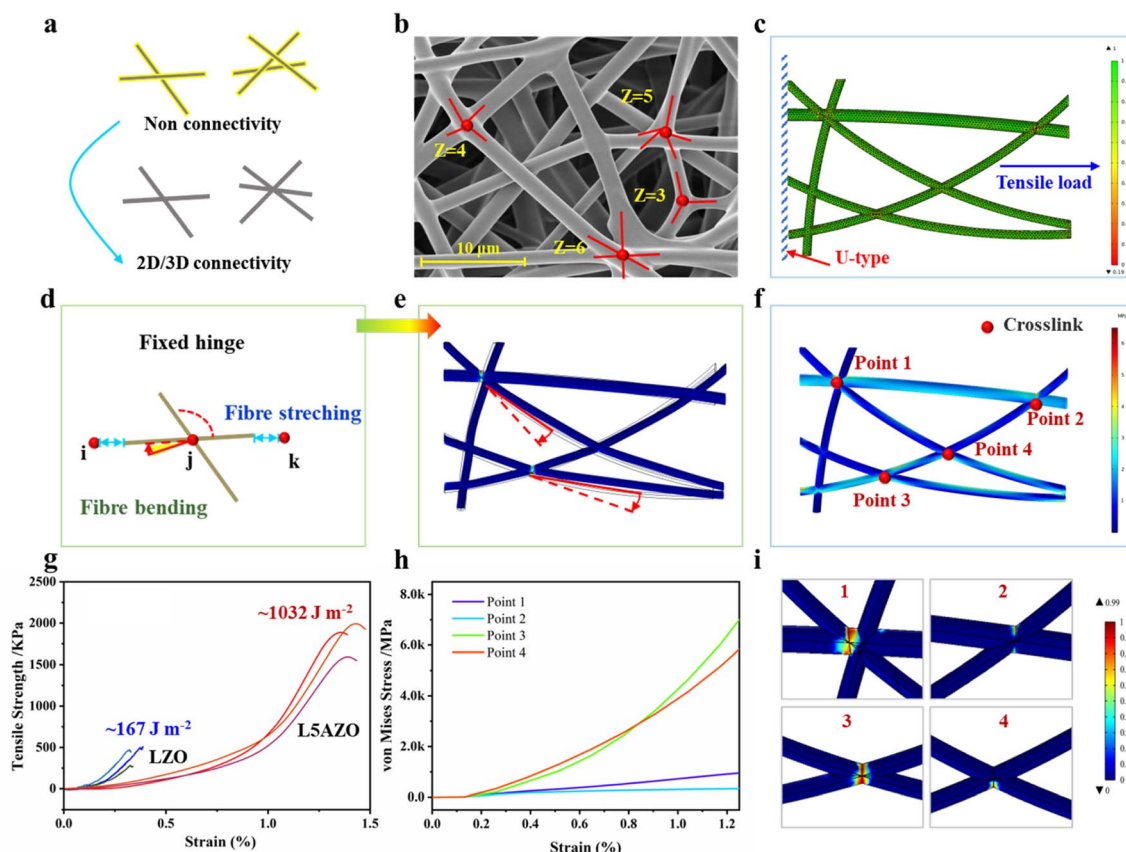 a
Non connectivity
2D/3D connectivity
b
Z=5
Z=4
Z=3
Z=6
10 μm
c
1
1
0.9
0.19
Tensile load
U-type
d
Fixed hinge
Fibre streching
i
j
k
Fibre bending
e
f
Crosslink
Point 1
Point 2
Point 4
Point 3
g
Tensile Strength /KPa
2500
2000
1500
1000
500
0
~1032 J m⁻²
~167 J m⁻²
LZO
L5AZO
0.0 0.5 1.0 1.5
Strain (%)
h
von Mises Stress /MPa
8.0k
6.0k
4.0k
2.0k
0.0
Point 1
Point 2
Point 3
Point 4
0.0 0.2 0.4 0.6 0.8 1.0 1.2
Strain (%)
i
1
2
3
4
0.99
1
0
0